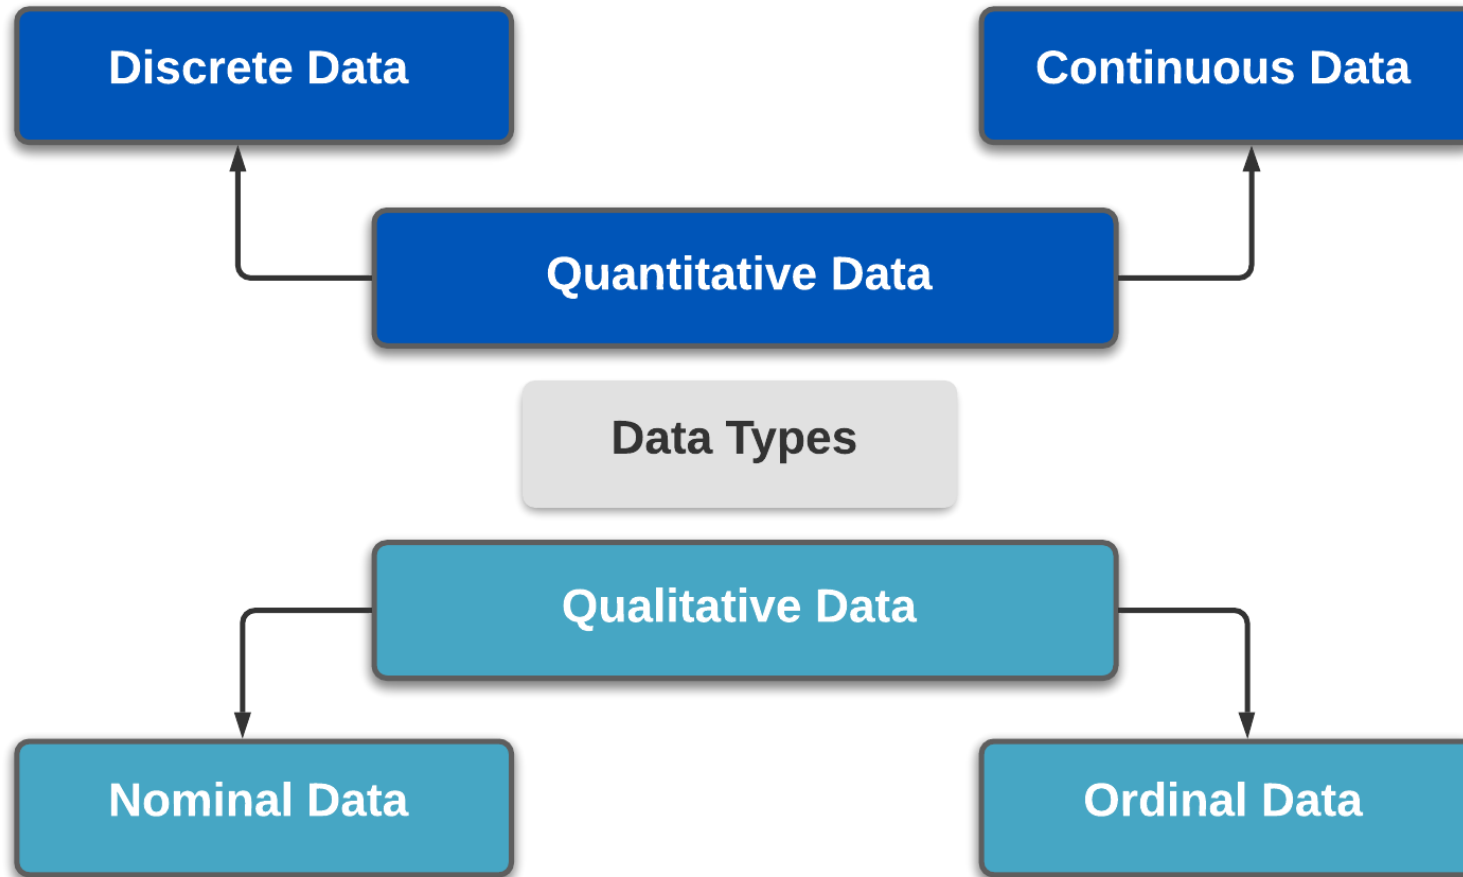 Discrete Data
Continuous Data
Quantitative Data
Data Types
Qualitative Data
Nominal Data
Ordinal Data